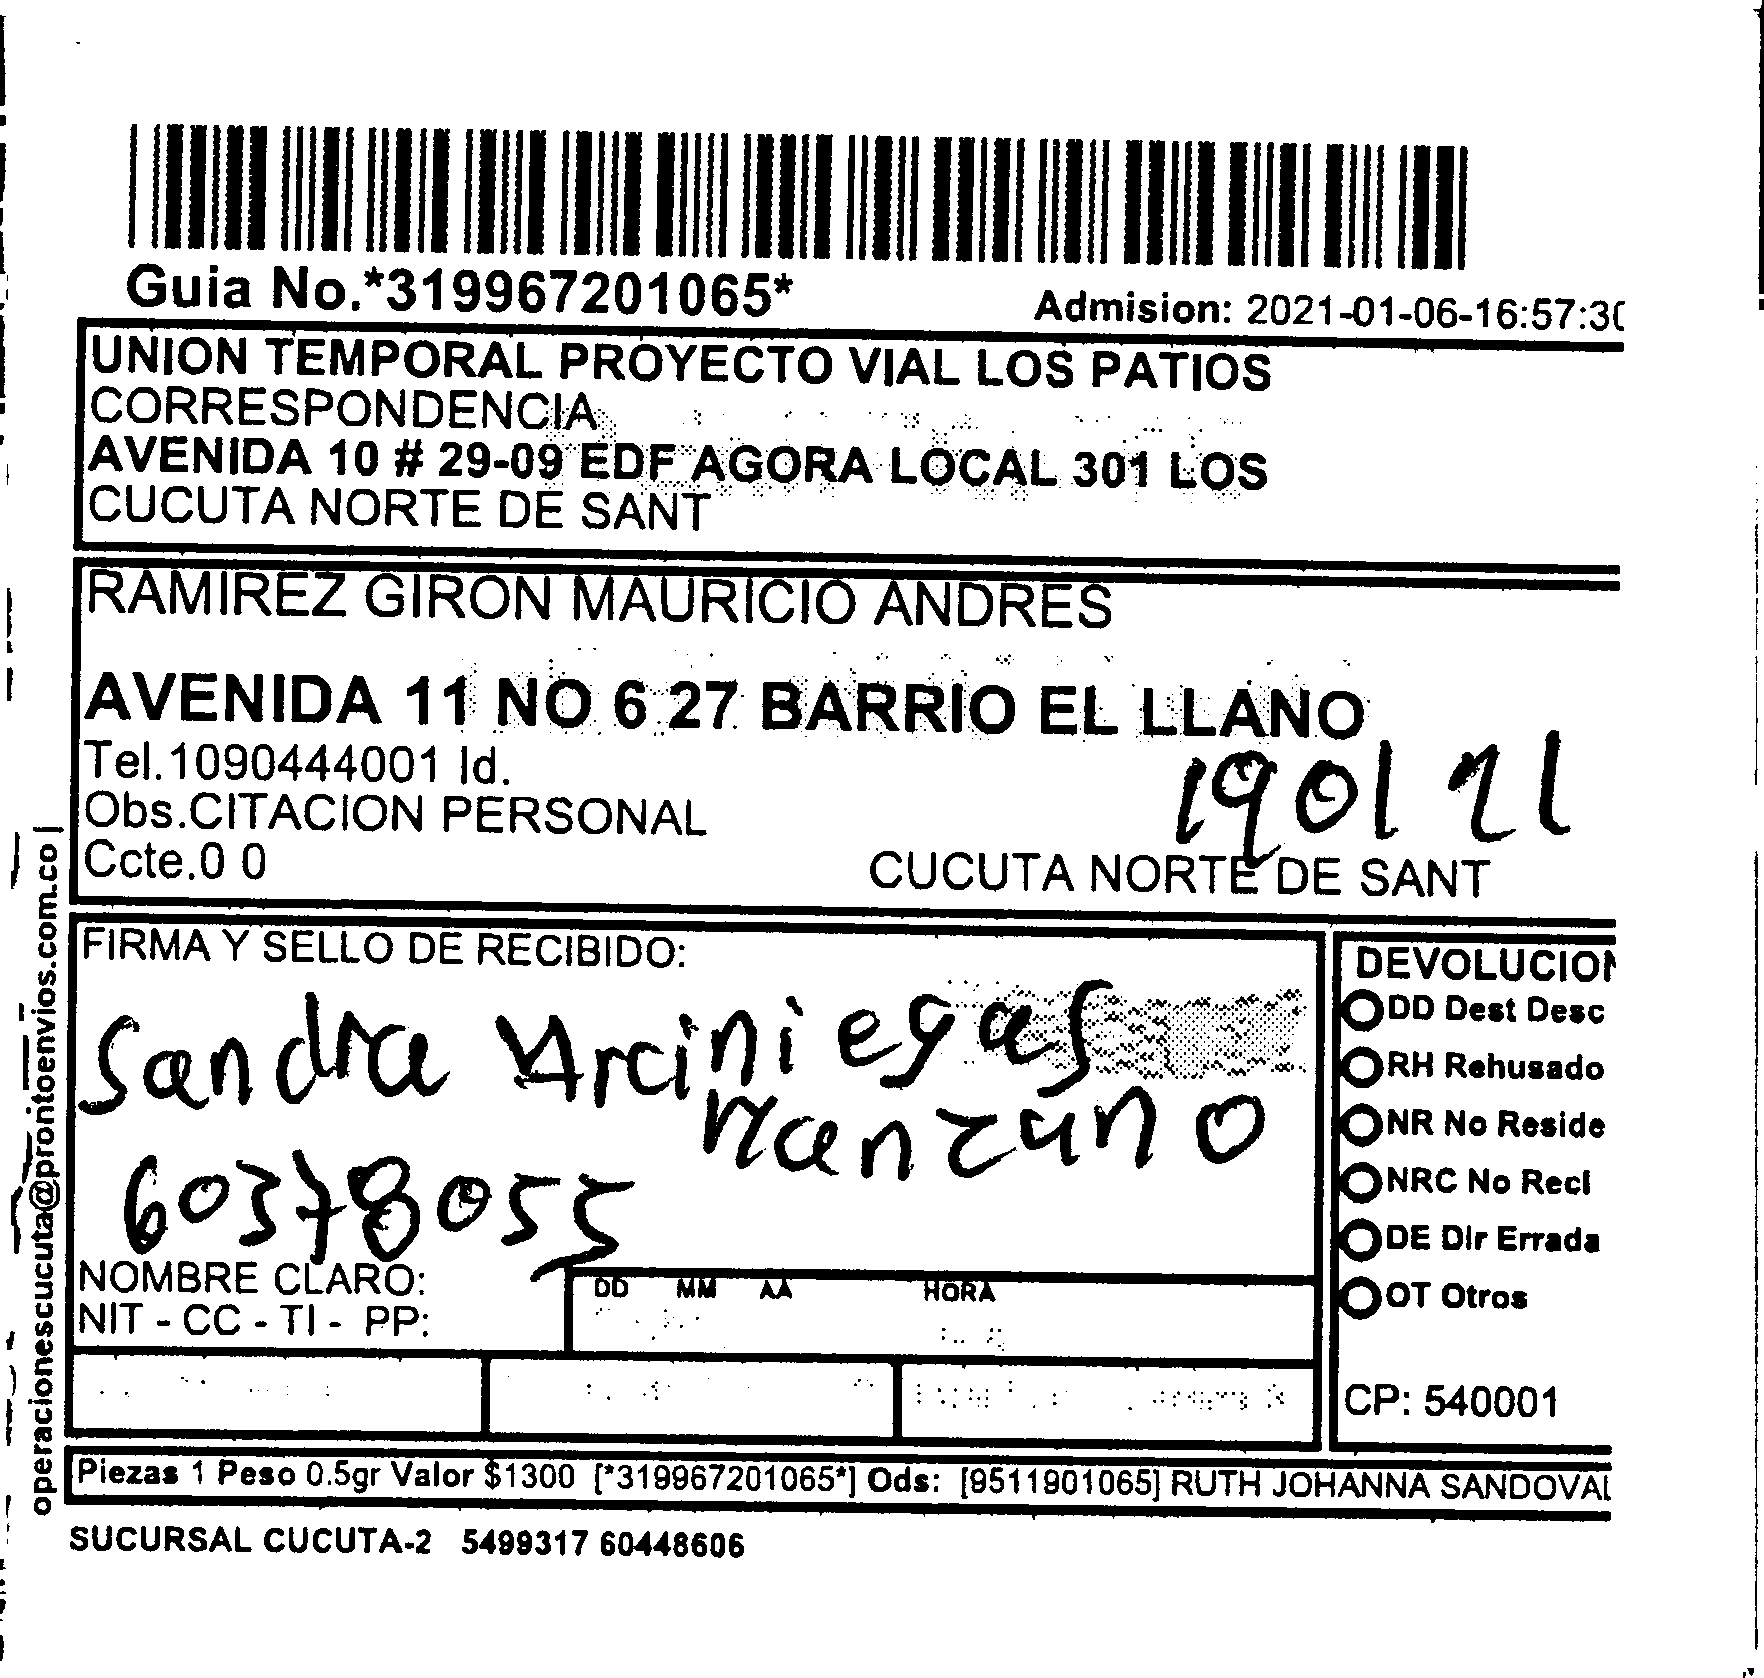 Guia No.*319967201065*
Admision: 2021-01-06-16:57:30
UNION TEMPORAL PROYECTO VIAL LOS PATIOS
CORRESPONDENCIA
AVENIDA 10 # 29-09 EDF AGORA LOCAL 301 LOS
CUCUTA NORTE DE SANT
RAMIREZ GIRON MAURICIO ANDRES
AVENIDA 11 NO 6 27 BARRIO EL LLANO
Tel.1090444001 Id.
190121
Obs.CITACION PERSONAL
Ccte.0 0
CUCUTA NORTE DE SANT
FIRMA Y SELLO DE RECIBIDO:
Sandra Arciniegas
Manzano
60378055
NOMBRE CLARO:
NIT - CC - TI - PP:
DD MM AA HORA
DEVOLUCION
DD Dest Desc
RH Rehusado
NR No Reside
NRC No Recl
DE Dir Errada
OT Otros
CP: 540001
Piezas 1 Peso 0.5gr Valor $1300 [*319967201065*] Ods: [9511901065] RUTH JOHANNA SANDOVAL
SUCURSAL CUCUTA-2 5499317 60448606
operacionescucuta@prontoenvios.com.co |